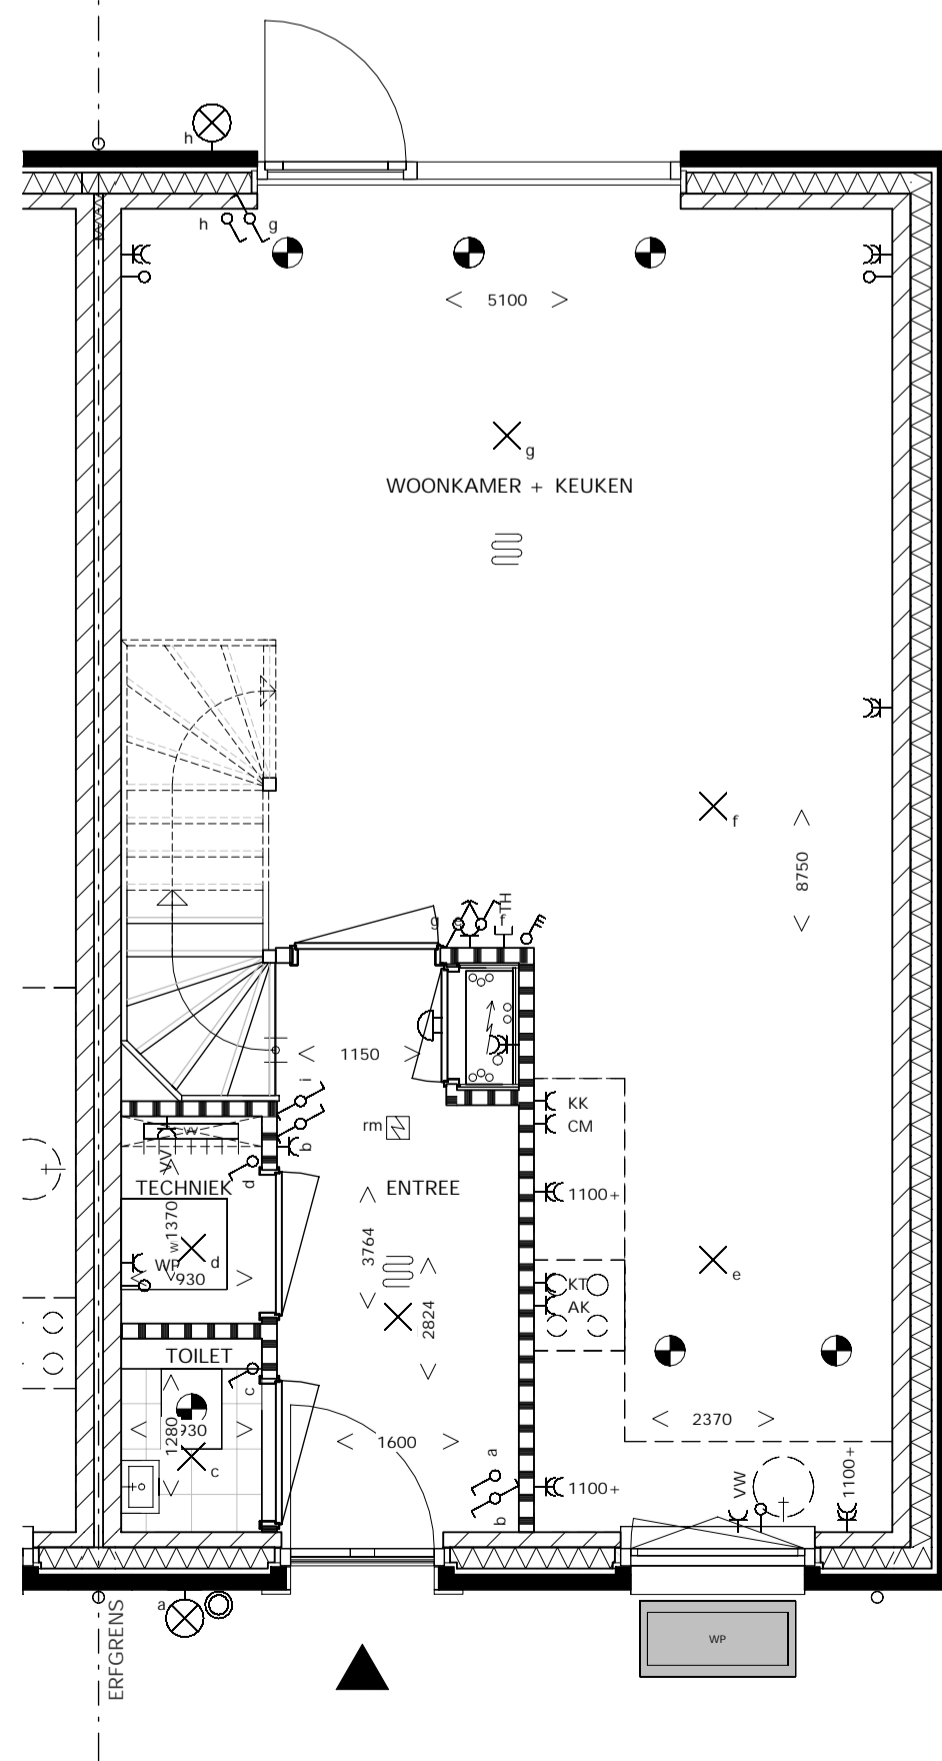 h
h
g
5100
g
WOONKAMER + KEUKEN
f
8750
g
f
TH
1150
i
KK
rm
CM
b
VV
d
TECHNIEK
ENTREE
1100+
1370
w
3764
d
WP
930
e
KT
AK
2824
TOILET
c
930
1280
2370
1600
c
a
1100+
VW
1100+
b
a
ERFGRENS
WP